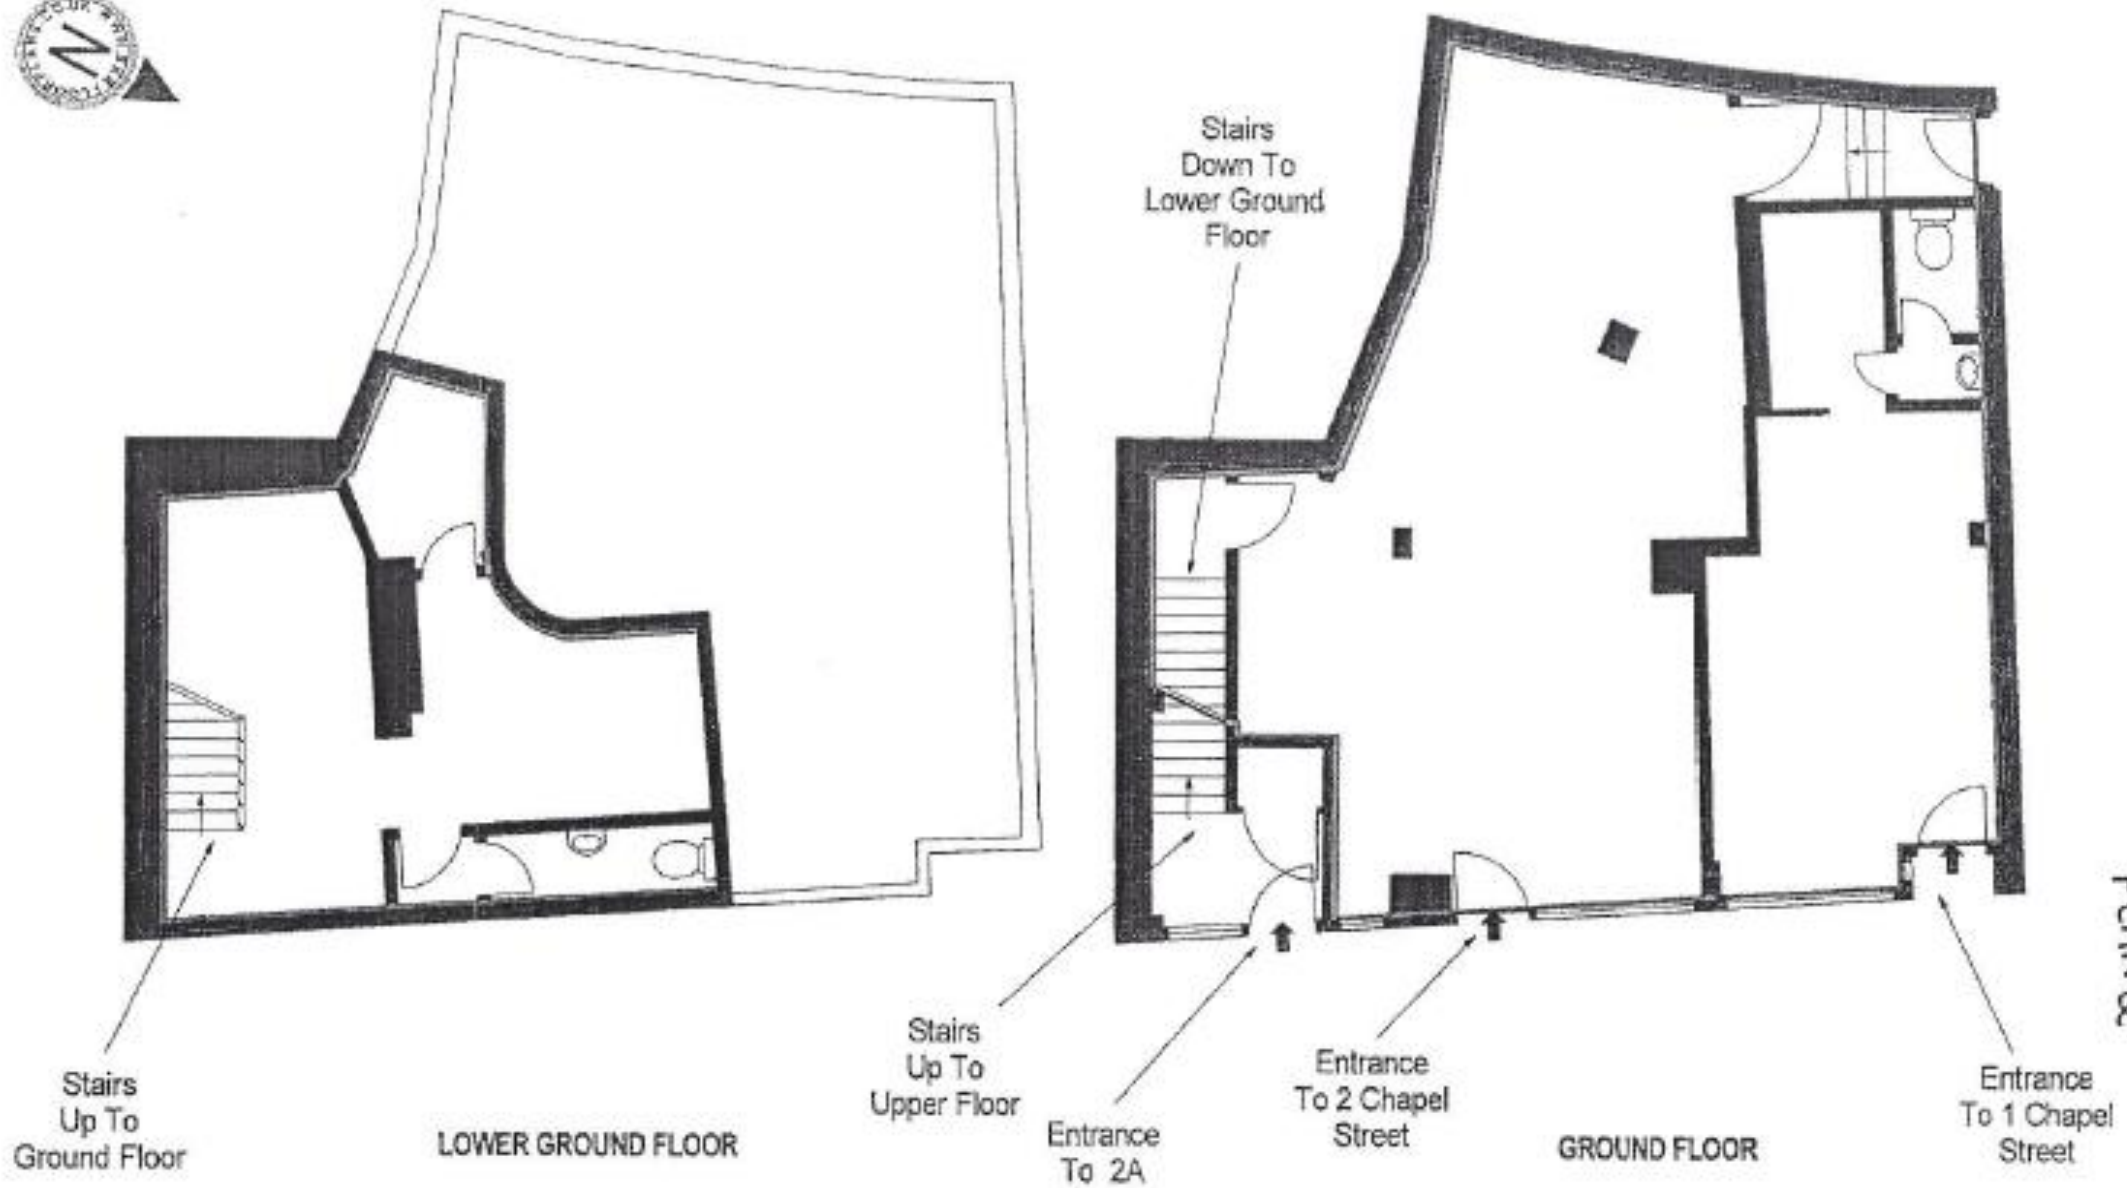 N
Stairs
Down To
Lower Ground
Floor
Stairs
Up To
Ground Floor
LOWER GROUND FLOOR
Stairs
Up To
Upper Floor
Entrance
To 2A
Entrance
To 2 Chapel
Street
GROUND FLOOR
Entrance
To 1 Chapel
Street